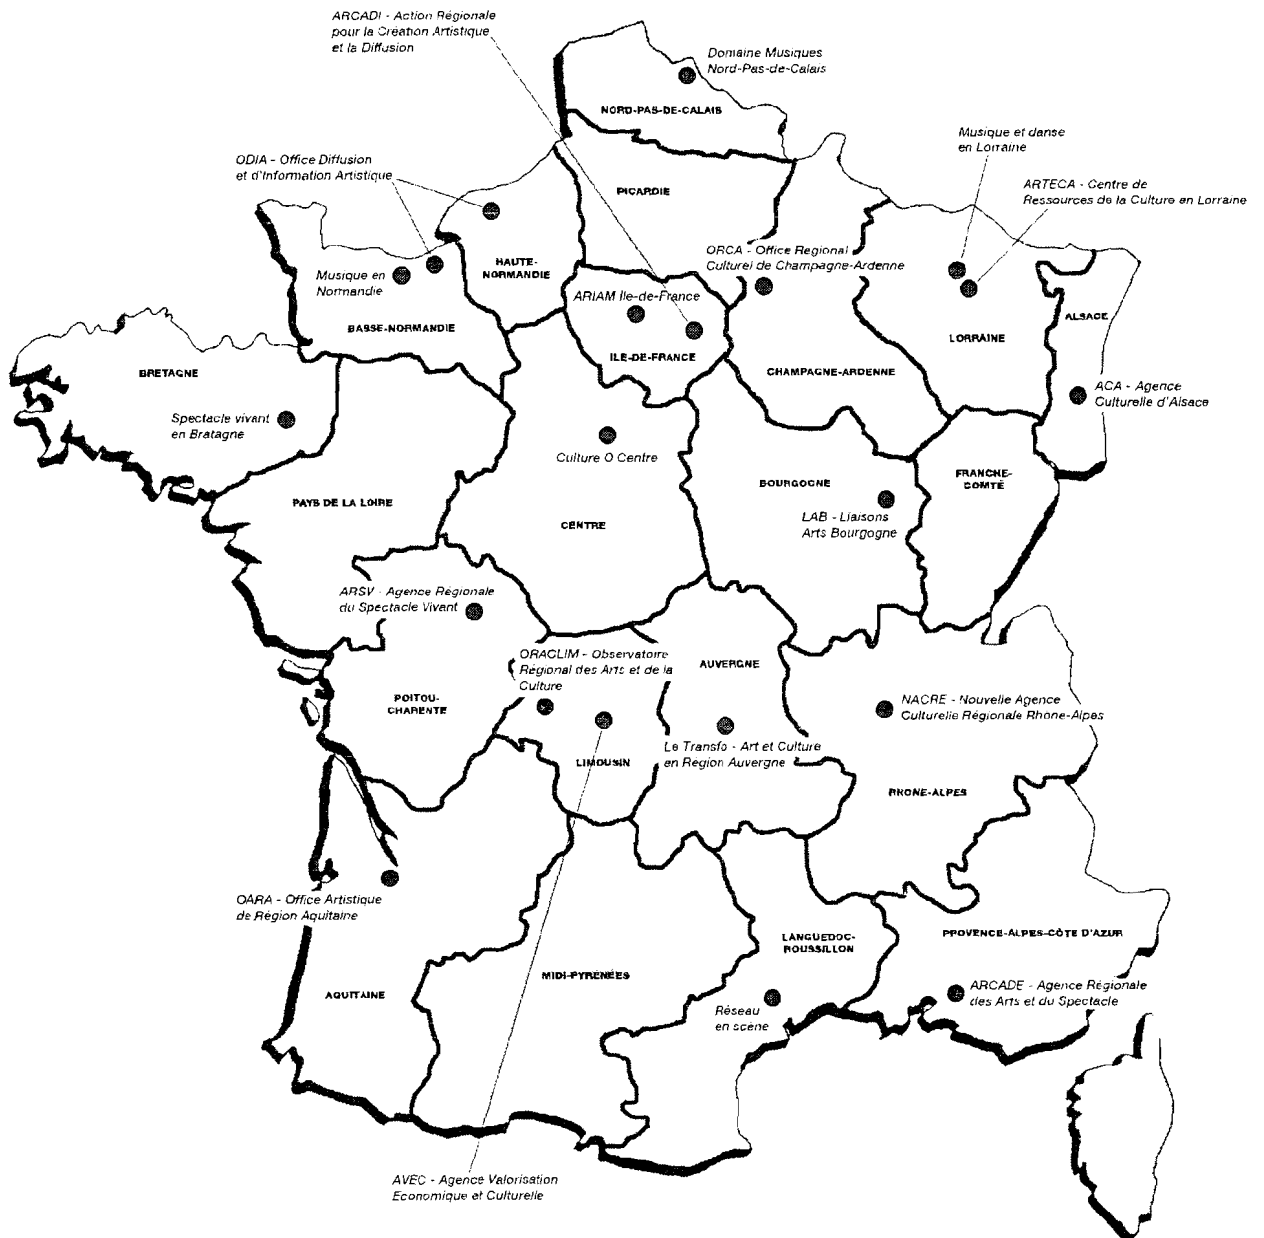 ARCADI - Action Régionale
pour la Création Artistique
et la Diffusion
Domaine Musiques
Nord-Pas-de-Calais
NORD-PAS-DE-CALAIS
Musique et danse
en Lorraine
ODIA - Office Diffusion
et d'Information Artistique
PICARDIE
ARTECA - Centre de
Ressources de la Culture en Lorraine
HAUTE-
NORMANDIE
ORCA - Office Regional
Culturel de Champagne-Ardenne
Musique en
Normandie
ARIAM Ile-de-France
BASSE-NORMANDIE
ILE-DE-FRANCE
ALSACE
LORRAINE
BRETAGNE
CHAMPAGNE-ARDENNE
ACA - Agence
Culturelle d'Alsace
Spectacle vivant
en Bratagne
Culture O Centre
PAYS DE LA LOIRE
CENTRE
BOURGOGNE
FRANCHE-
COMTÉ
LAB - Liaisons
Arts Bourgogne
ARSV - Agence Régionale
du Spectacle Vivant
ORACLIM - Observatoire
Régional des Arts et de la
Culture
AUVERGNE
POITOU-
CHARENTE
NACRE - Nouvelle Agence
Culturelle Régionale Rhone-Alpes
Le Transfo - Art et Culture
en Région Auvergne
LIMOUSIN
RHONE-ALPES
OARA - Office Artistique
de Région Aquitaine
LANGUEDOC-
ROUSSILLON
PROVENCE-ALPES-CÔTE D'AZUR
MIDI-PYRÉNÉES
AQUITAINE
ARCADE - Agence Régionale
des Arts et du Spectacle
Réseau
en scène
AVEC - Agence Valorisation
Economique et Culturelle